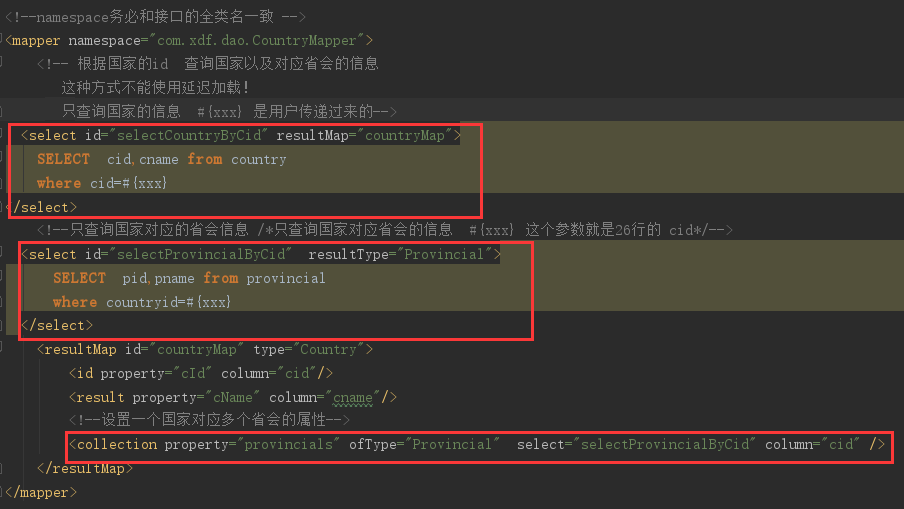 <!--namespace务必和接口的全类名一致 -->
<mapper namespace="com.xdf.dao.CountryMapper">
<!-- 根据国家的id  查询国家以及对应省会的信息
这种方式不能使用延迟加载!
只查询国家的信息  #{xxx} 是用户传递过来的-->
<select id="selectCountryByCid" resultMap="countryMap">
SELECT  cid,cname from country
where cid=#{xxx}
</select>
<!--只查询国家对应的省会信息 /*只查询国家对应省会的信息  #{xxx} 这个参数就是26行的 cid*/-->
<select id="selectProvincialByCid"  resultType="Provincial">
SELECT  pid,pname from provincial
where countryid=#{xxx}
</select>
<resultMap id="countryMap" type="Country">
<id property="cId" column="cid"/>
<result property="cName" column="cname"/>
<!--设置一个国家对应多个省会的属性-->
<collection property="provincials" ofType="Provincial"  select="selectProvincialByCid" column="cid" />
</resultMap>
</mapper>